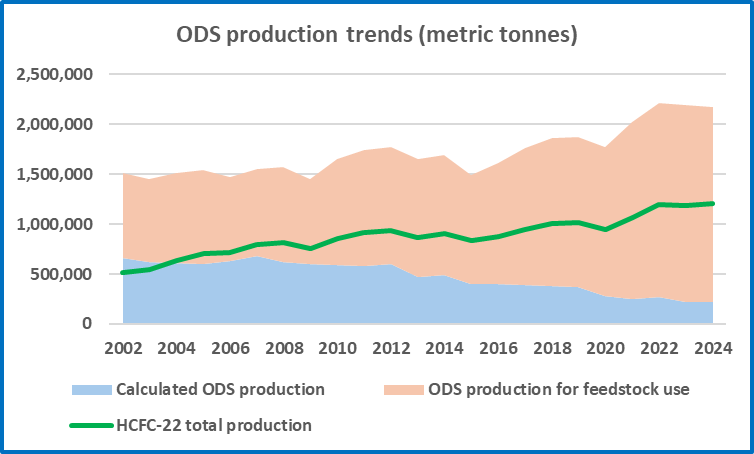 ODS production trends (metric tonnes)
2,500,000
2,000,000
1,500,000
1,000,000
500,000
0
2002 2004 2006 2008 2010 2012 2014 2016 2018 2020 2022 2024
Calculated ODS production ODS production for feedstock use
HCFC-22 total production